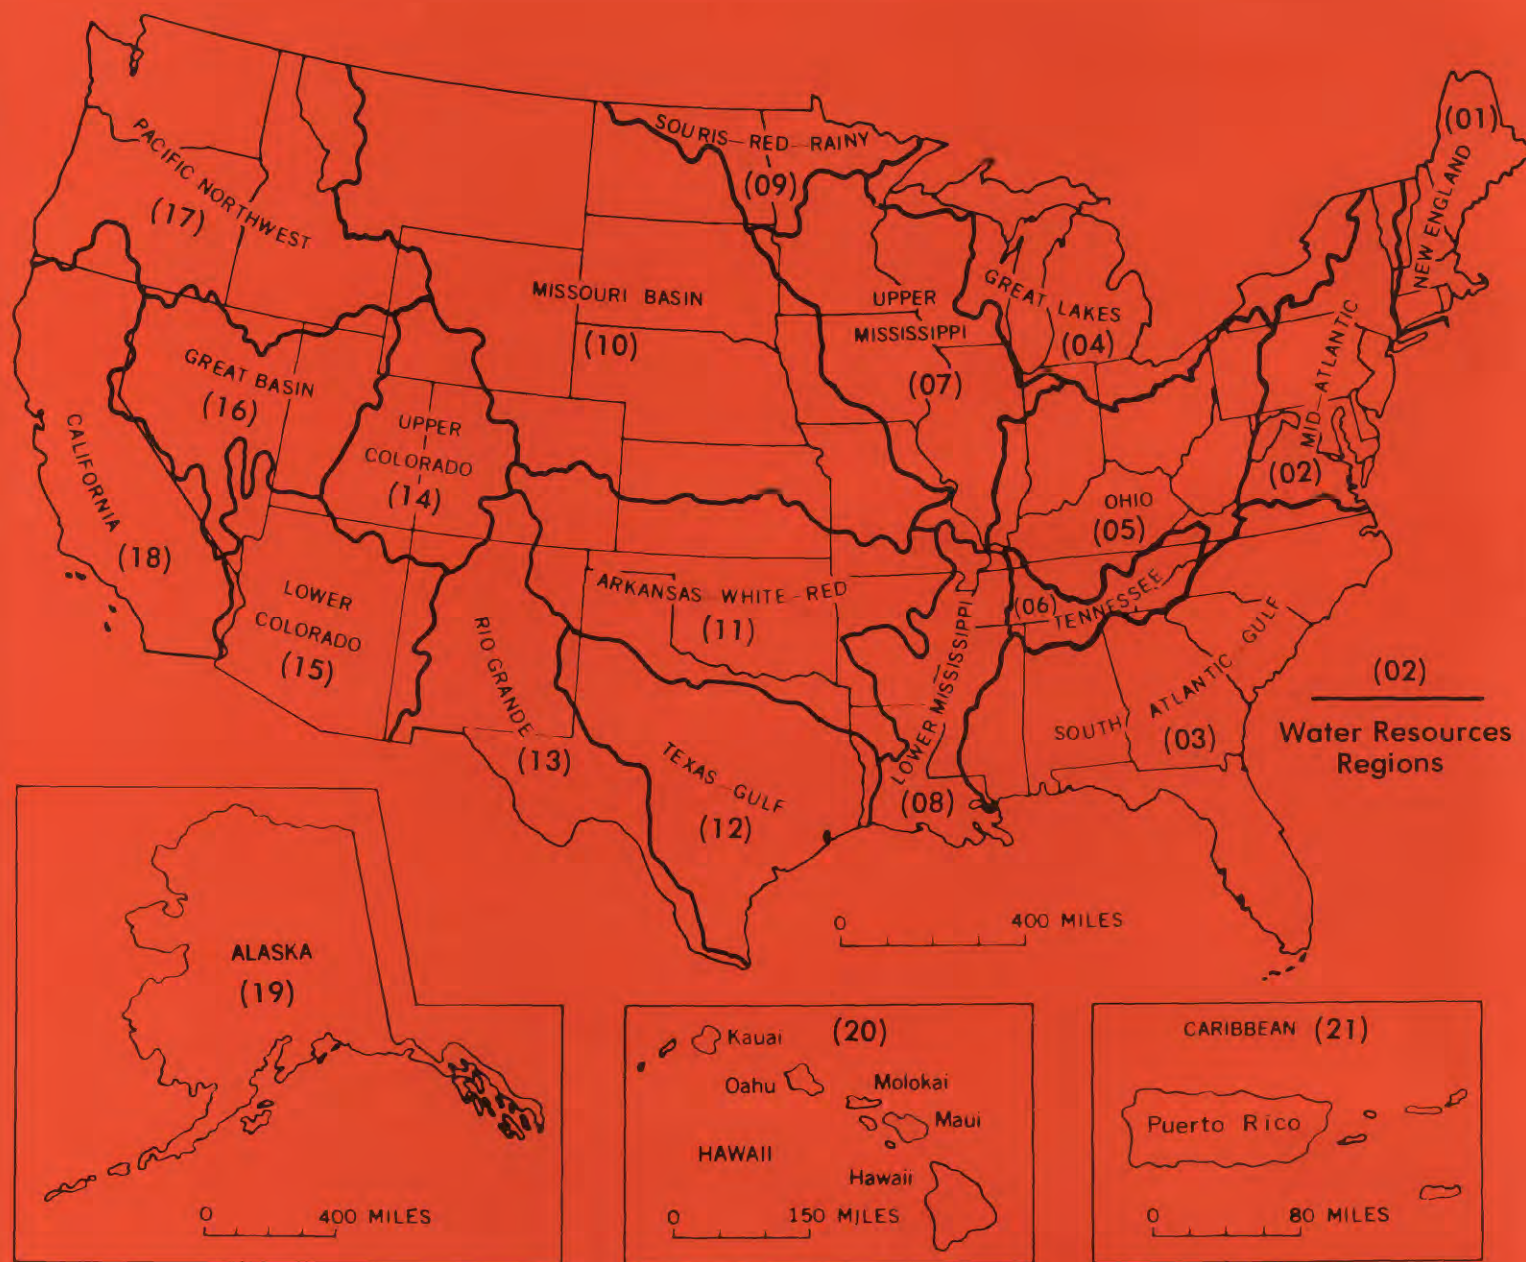 PACIFIC NORTHWEST
(17)
SOURIS—RED—RAINY
(09)
(01)
NEW ENGLAND
MISSOURI BASIN
(10)
UPPER
MISSISSIPPI
(07)
GREAT LAKES
(04)
MID—ATLANTIC
(02)
GREAT BASIN
(16)
UPPER
COLORADO
(14)
CALIFORNIA
(18)
OHIO
(05)
LOWER
COLORADO
(15)
ARKANSAS—WHITE—RED
(11)
(06)
TENNESSEE
RIO GRANDE
(13)
TEXAS—GULF
(12)
LOWER MISSISSIPPI
(08)
SOUTH ATLANTIC—GULF
(03)
(02)
Water Resources
Regions
0 400 MILES
ALASKA
(19)
0 400 MILES
(20)
Kauai
Oahu
Molokai
Maui
HAWAII
Hawaii
0 150 MILES
CARIBBEAN (21)
Puerto Rico
0 80 MILES